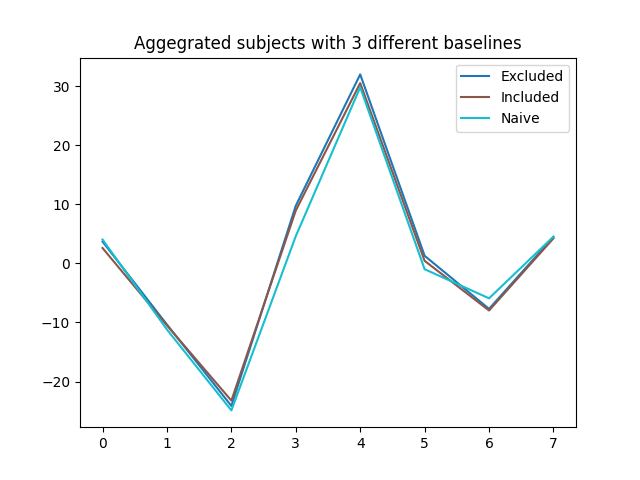 Aggegrated subjects with 3 different baselines
Excluded
Included
Naive
30
20
10
0
−10
−20
0 1 2 3 4 5 6 7